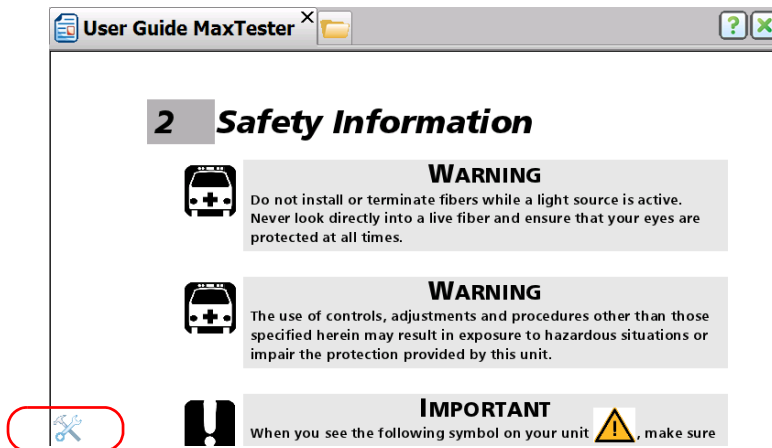 User Guide MaxTester
2 Safety Information
WARNING
Do not install or terminate fibers while a light source is active.
Never look directly into a live fiber and ensure that your eyes are
protected at all times.
WARNING
The use of controls, adjustments and procedures other than those
specified herein may result in exposure to hazardous situations or
impair the protection provided by this unit.
IMPORTANT
When you see the following symbol on your unit , make sure